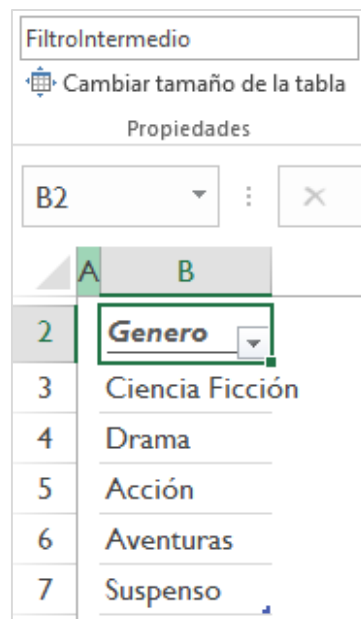 FiltroIntermedio
Cambiar tamaño de la tabla
Propiedades
B2
A B
2 Genero
3 Ciencia Ficción
4 Drama
5 Acción
6 Aventuras
7 Suspenso